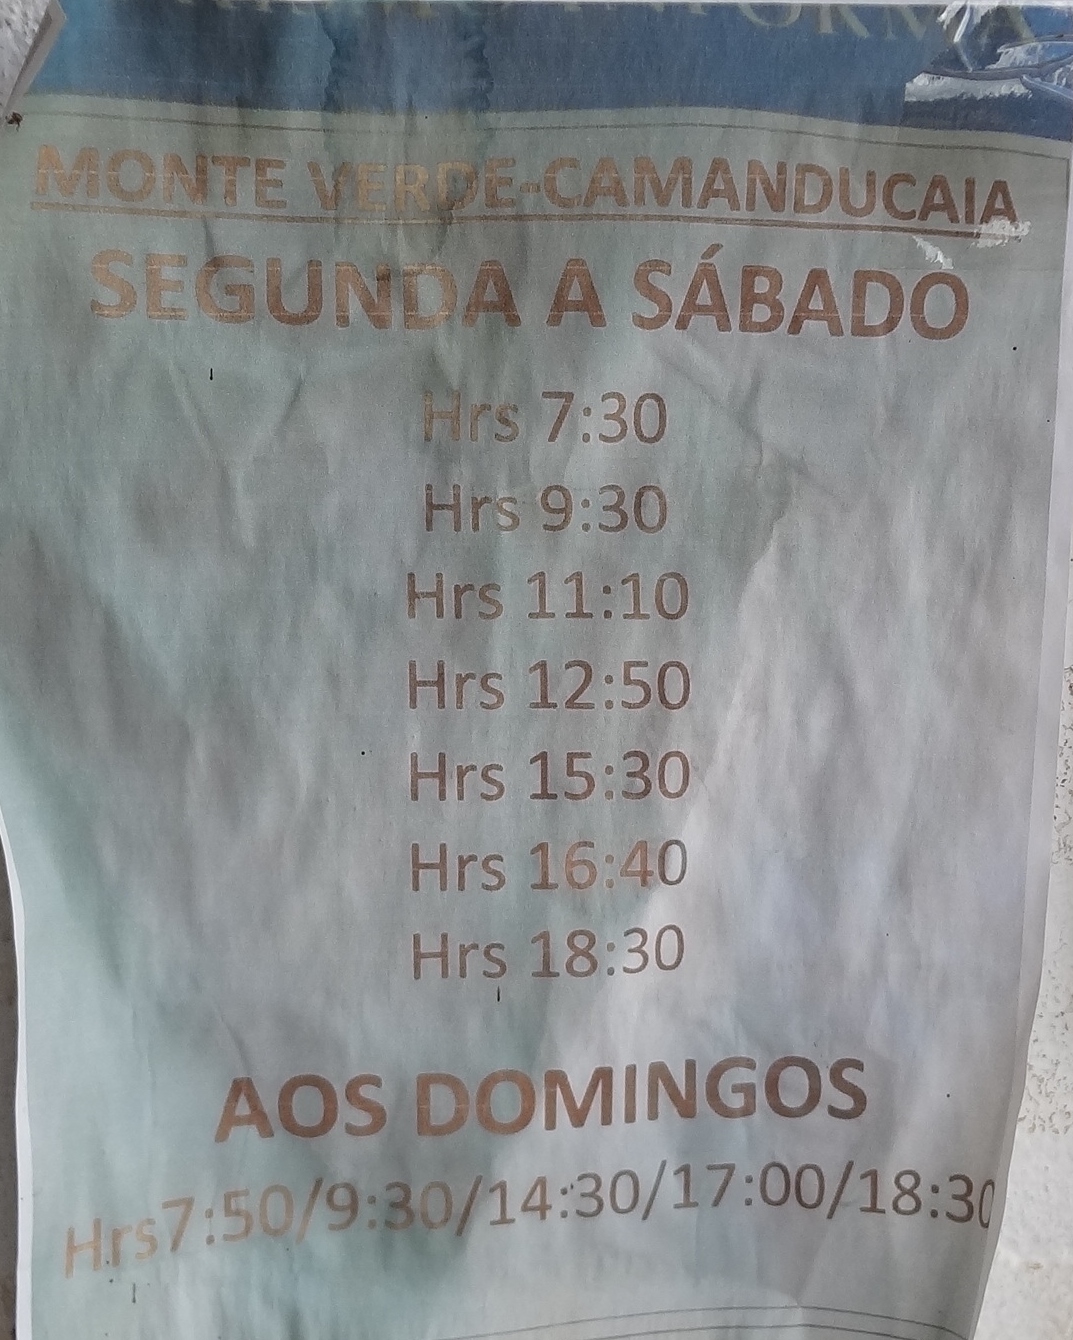 MONTE VERDE-CAMANDUCAIA
SEGUNDA A SÁBADO
Hrs 7:30
Hrs 9:30
Hrs 11:10
Hrs 12:50
Hrs 15:30
Hrs 16:40
Hrs 18:30
AOS DOMINGOS
Hrs7:50/9:30/14:30/17:00/18:30